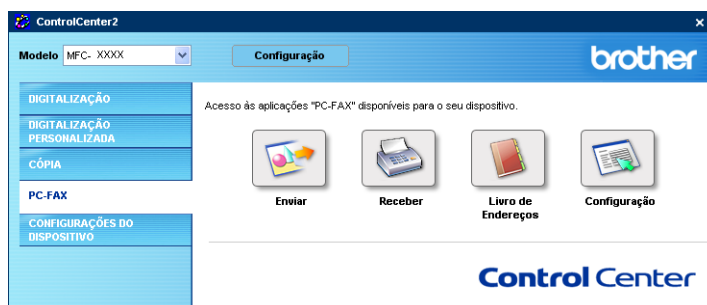 ControlCenter2
Modelo MFC- XXXX
Configuração
brother
DIGITALIZAÇÃO
DIGITALIZAÇÃO
PERSONALIZADA
CÓPIA
PC-FAX
CONFIGURAÇÕES DO
DISPOSITIVO
Acesso às aplicações "PC-FAX" disponíveis para o seu dispositivo.
Enviar
Receber
Livro de
Endereços
Configuração
Control Center